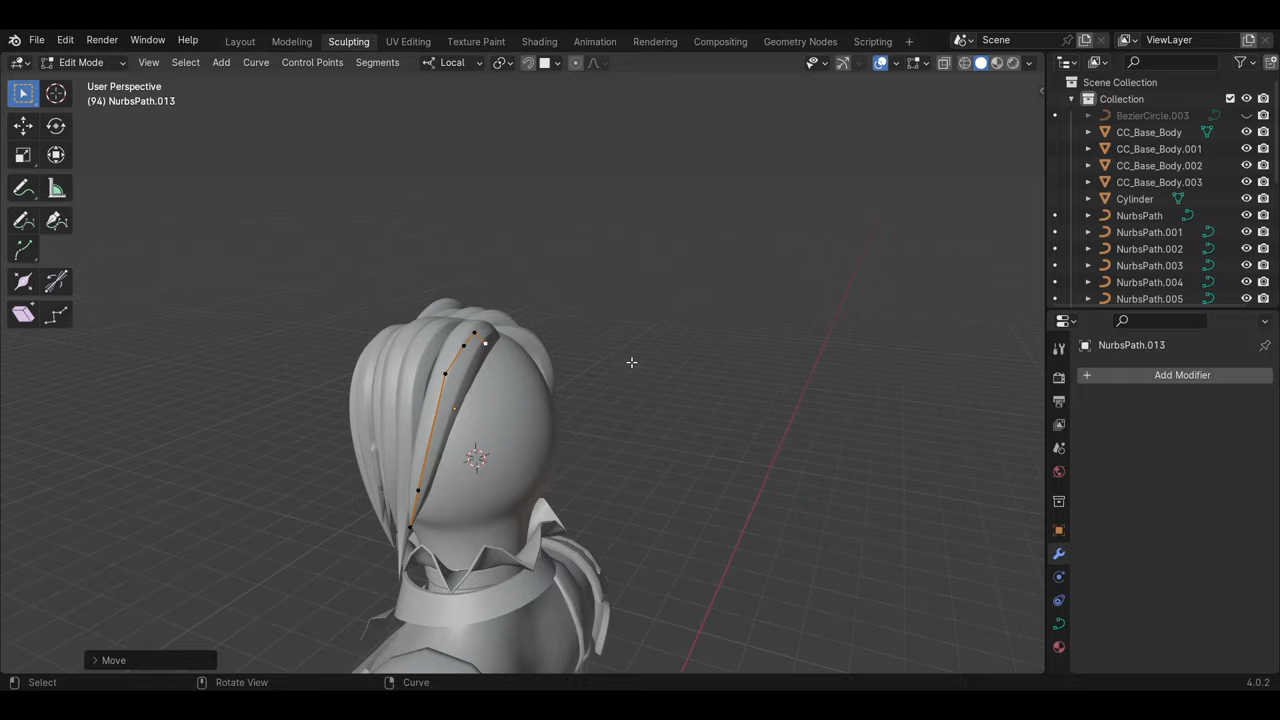 File Edit Render Window Help Layout Modeling Sculpting UV Editing Texture Paint Shading Animation Rendering Compositing Geometry Nodes Scripting + Scene ViewLayer
Edit Mode View Select Add Curve Control Points Segments Local
User Perspective
(94) NurbsPath.013
Scene Collection
Collection
BezierCircle.003
CC_Base_Body
CC_Base_Body.001
CC_Base_Body.002
CC_Base_Body.003
Cylinder
NurbsPath
NurbsPath.001
NurbsPath.002
NurbsPath.003
NurbsPath.004
NurbsPath.005
NurbsPath.013
+ Add Modifier
Move
Select Rotate View Curve 4.0.2